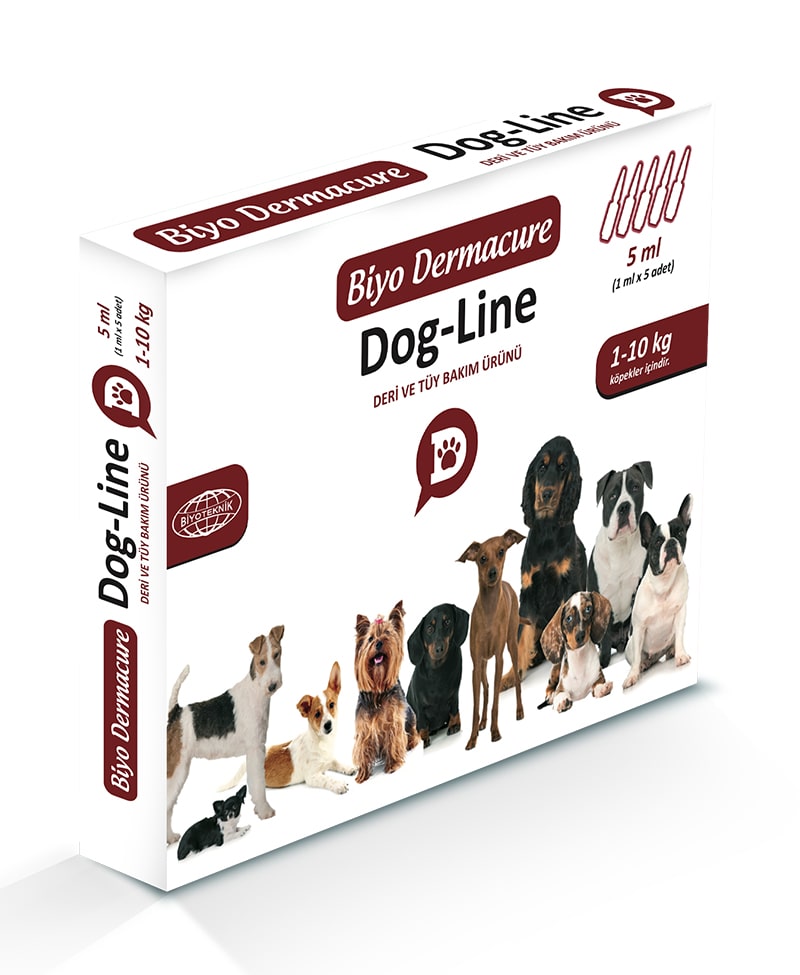 Biyo Dermacure
Dog-Line
DERİ VE TÜY BAKIM ÜRÜNÜ
D
Biyo Dermacure
Dog-Line
DERİ VE TÜY BAKIM ÜRÜNÜ
D
5 ml
(1 ml x 5 adet)
1-10 kg
köpekler içindir.
BİYOTEKNİK
5 ml
(1 ml x 5 adet)
1-10 kg
D
Dog-Line
DERİ VE TÜY BAKIM ÜRÜNÜ
Biyo Dermacure